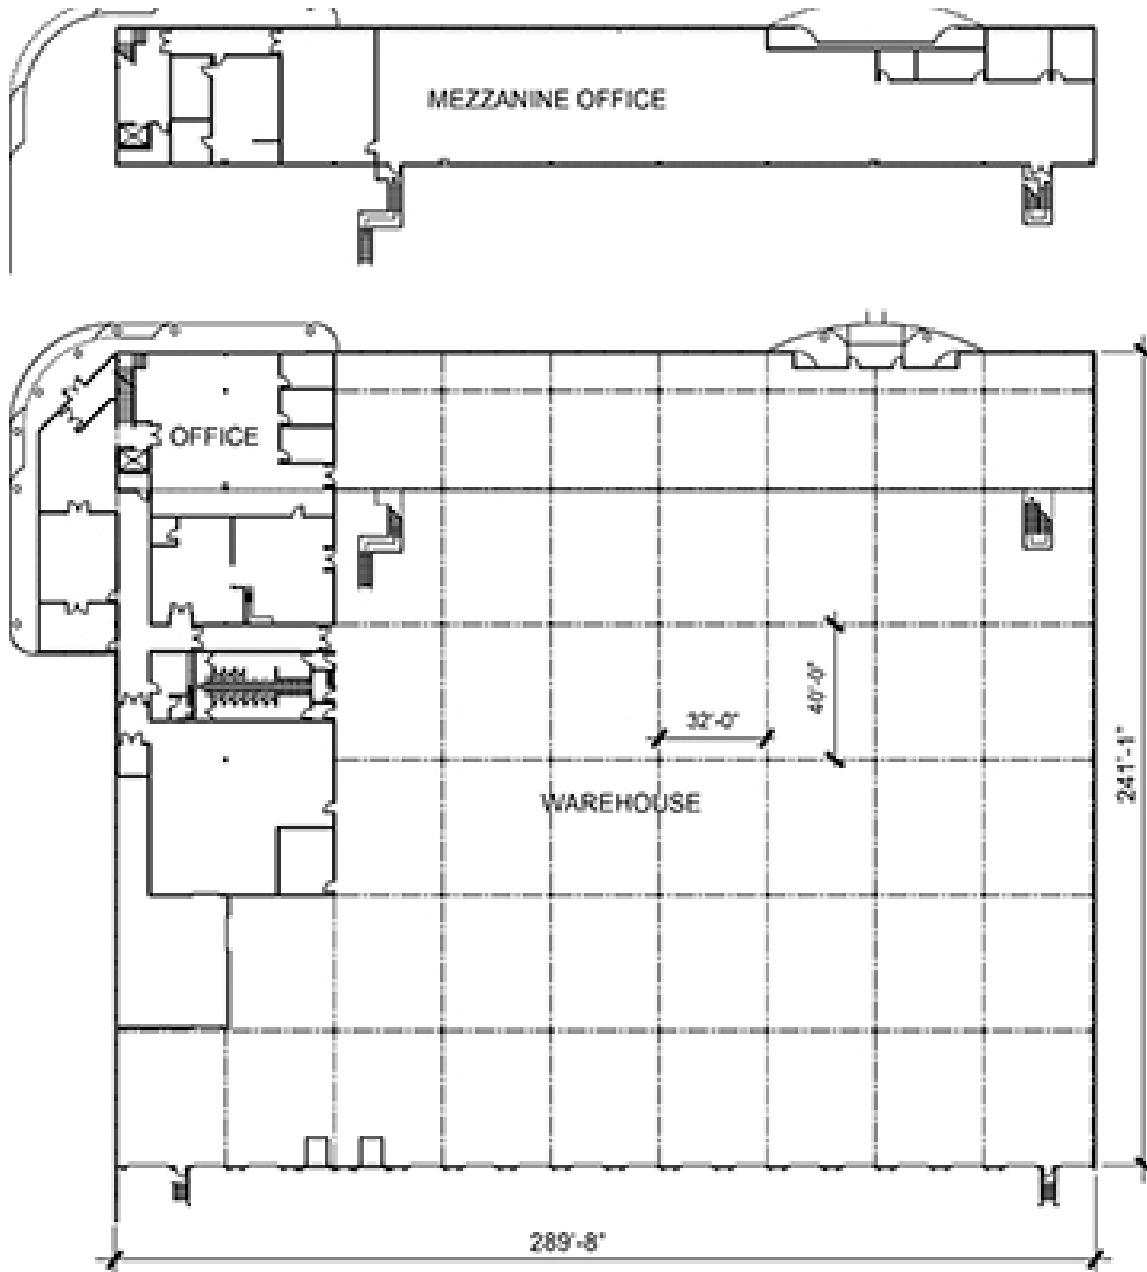 MEZZANINE OFFICE
OFFICE
40'-0"
32'-0"
WAREHOUSE
241'-1"
289'-8"